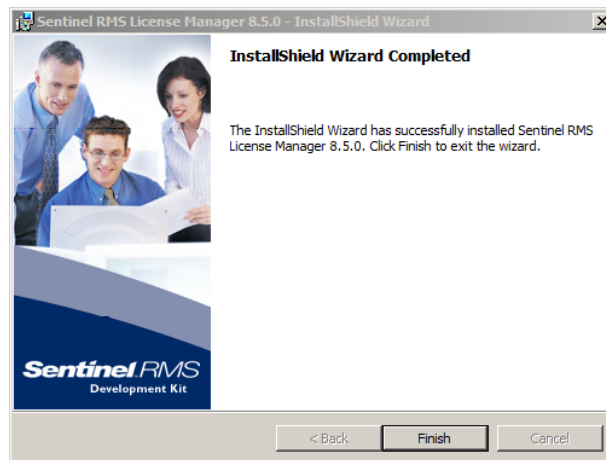 Sentinel RMS License Manager 8.5.0 - InstallShield Wizard
InstallShield Wizard Completed
The InstallShield Wizard has successfully installed Sentinel RMS
License Manager 8.5.0. Click Finish to exit the wizard.
Sentinel.RMS
Development Kit
< Back
Finish
Cancel